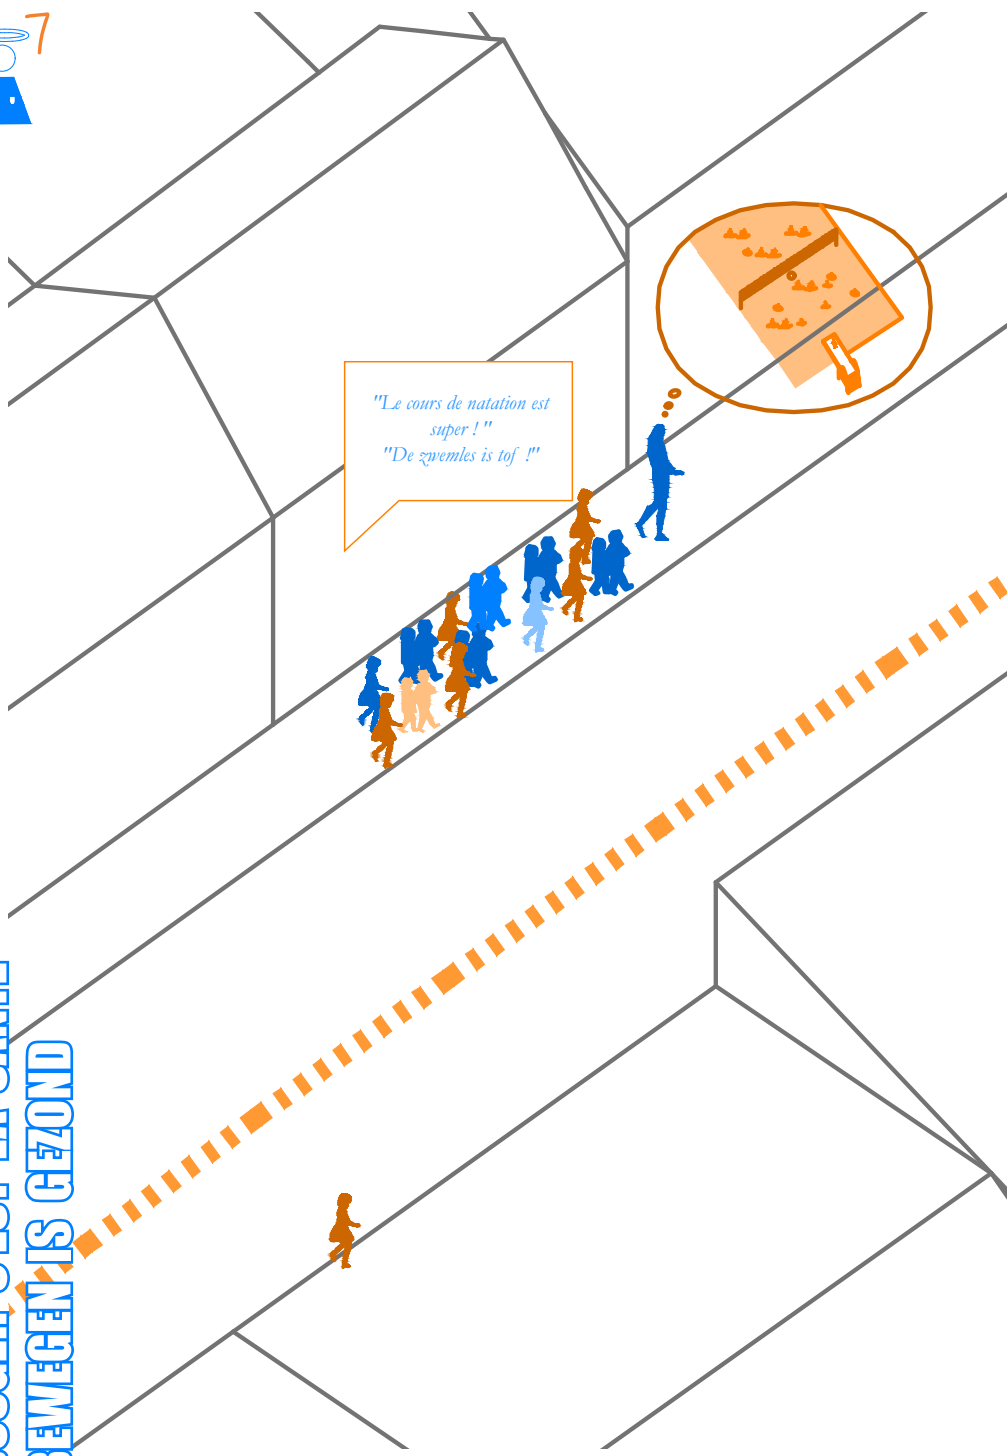 7
"Le cours de natation est
super ! "
"De zwemles is tof !"
BEWEGEN IS GEZOND